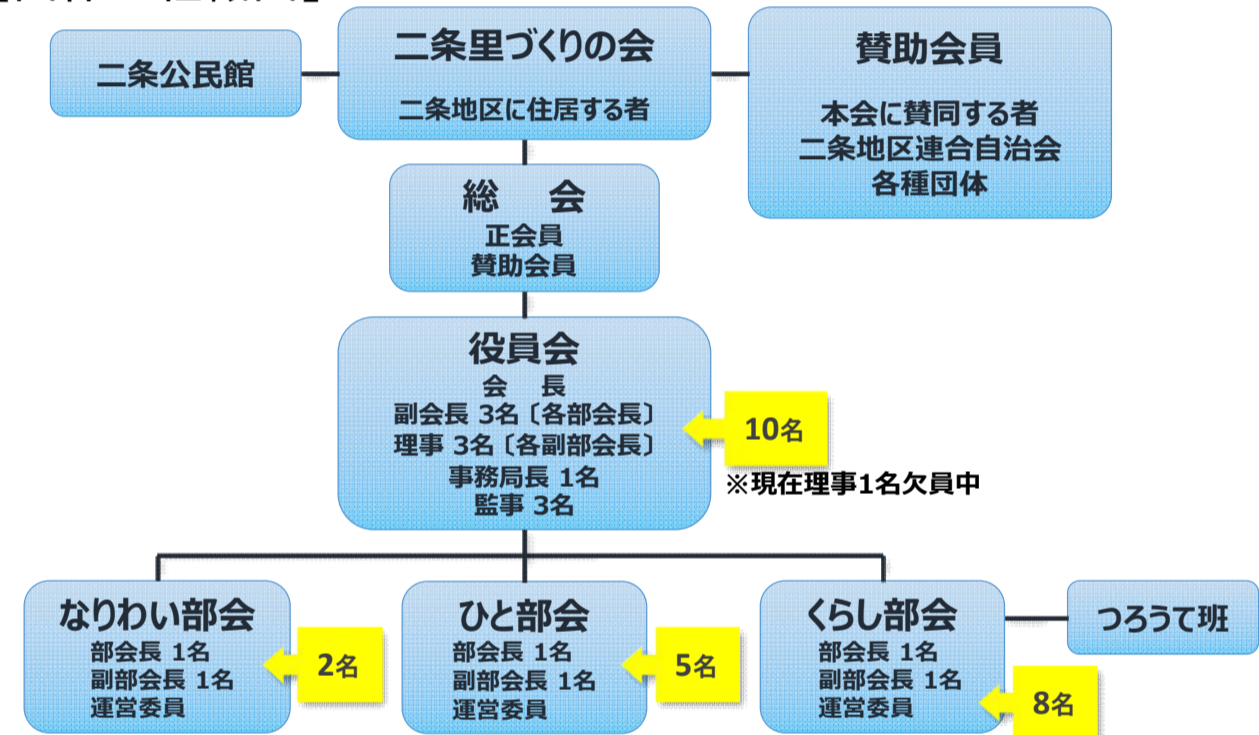 二条公民館
二条里づくりの会
二条地区に住居する者
賛助会員
本会に賛同する者
二条地区連合自治会
各種団体
総 会
正会員
賛助会員
役員会
会 長
副会長 3名〔各部会長〕
理事 3名〔各副部会長〕
事務局長 1名
監事 3名
10名
※現在理事1名欠員中
なりわい部会
部会長 1名
副部会長 1名
運営委員
2名
ひと部会
部会長 1名
副部会長 1名
運営委員
5名
くらし部会
部会長 1名
副部会長 1名
運営委員
8名
つろうて班